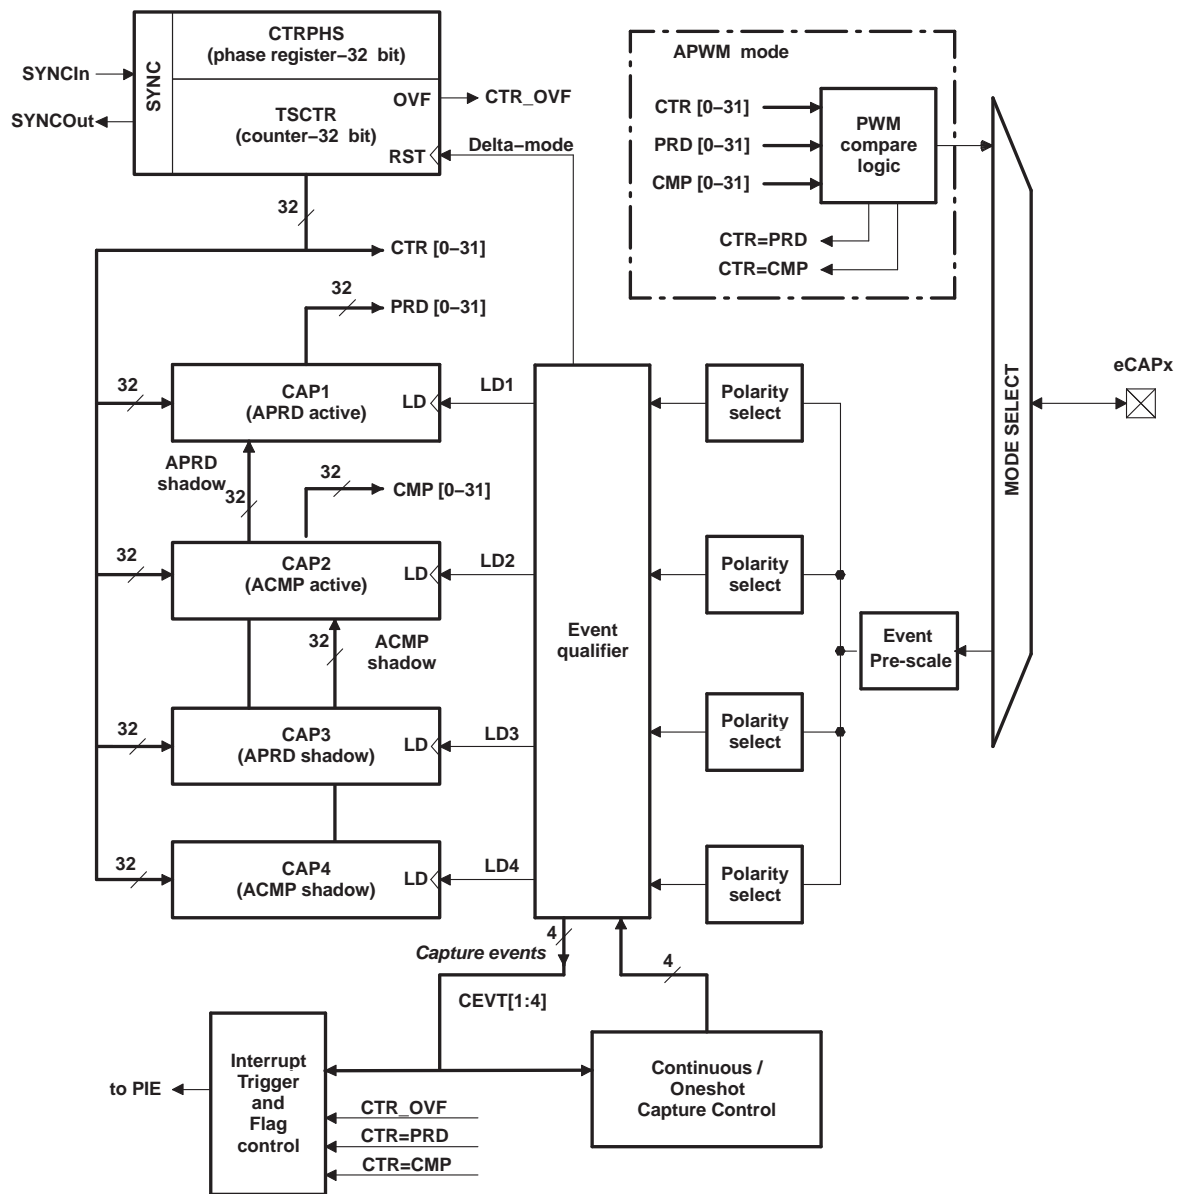 CTRPHS
(phase register−32 bit)
SYNC
SYNCIn
SYNCOut
TSCTR
(counter−32 bit)
OVF
RST
CTR_OVF
Delta−mode
32
CTR [0−31]
32
PRD [0−31]
APWM mode
CTR [0−31]
PRD [0−31]
CMP [0−31]
PWM
compare
logic
CTR=PRD
CTR=CMP
MODE SELECT
eCAPx
32
CAP1
(APRD active)
LD
LD1
Polarity
select
APRD
shadow
32
32
CMP [0−31]
32
CAP2
(ACMP active)
LD
LD2
Polarity
select
32
ACMP
shadow
Event
qualifier
Event
Pre-scale
32
CAP3
(APRD shadow)
LD
LD3
Polarity
select
32
CAP4
(ACMP shadow)
LD
LD4
Polarity
select
4
Capture events
CEVT[1:4]
4
Interrupt
Trigger
and
Flag
control
to PIE
CTR_OVF
CTR=PRD
CTR=CMP
Continuous /
Oneshot
Capture Control